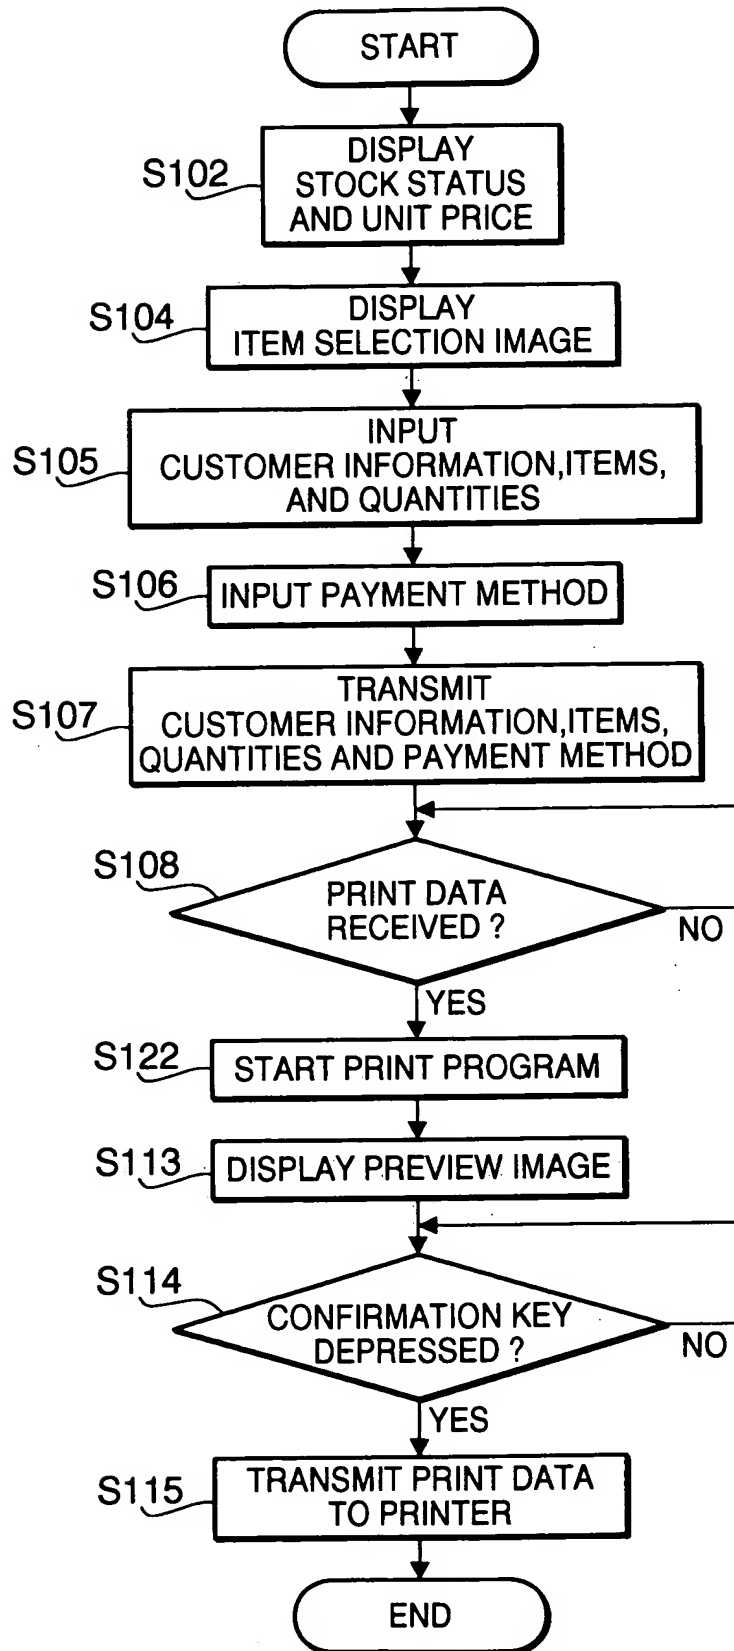 START
S102
DISPLAY
STOCK STATUS
AND UNIT PRICE
S104
DISPLAY
ITEM SELECTION IMAGE
S105
INPUT
CUSTOMER INFORMATION,ITEMS,
AND QUANTITIES
S106
INPUT PAYMENT METHOD
S107
TRANSMIT
CUSTOMER INFORMATION,ITEMS,
QUANTITIES AND PAYMENT METHOD
S108
PRINT DATA
RECEIVED ?
NO
YES
S122
START PRINT PROGRAM
S113
DISPLAY PREVIEW IMAGE
S114
CONFIRMATION KEY
DEPRESSED ?
NO
YES
S115
TRANSMIT PRINT DATA
TO PRINTER
END